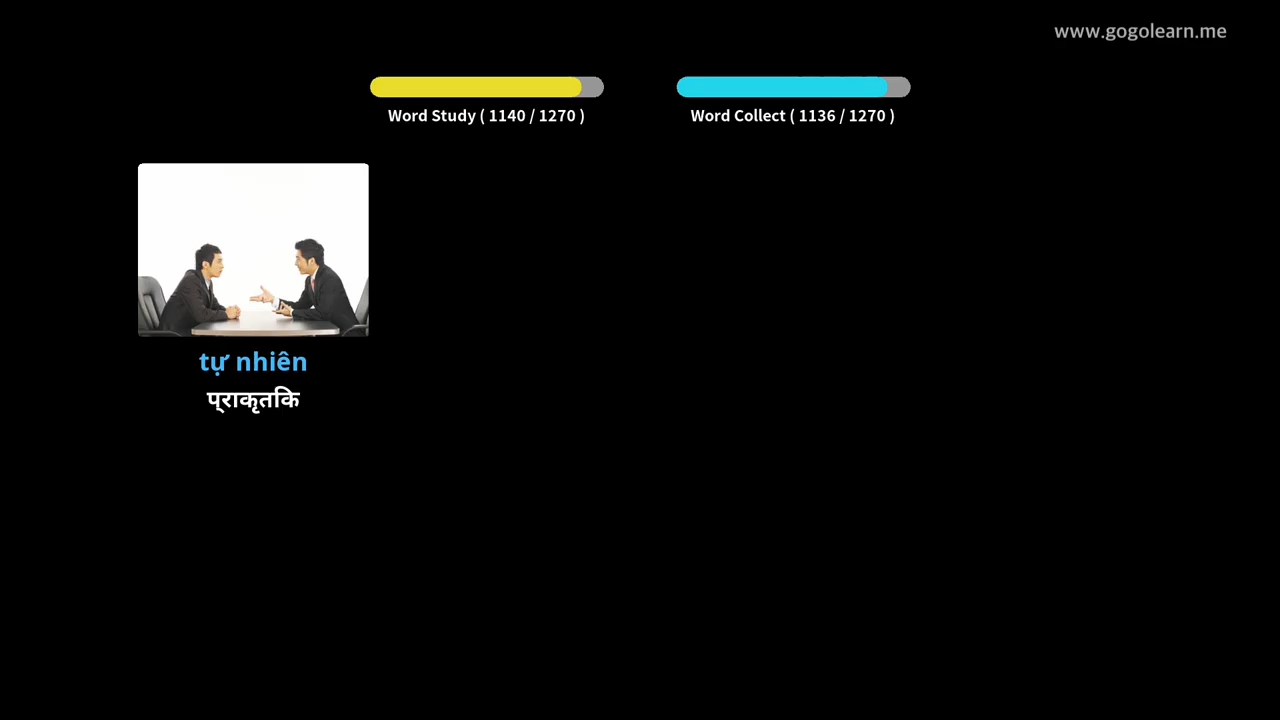 www.gogolearn.me
Word Study ( 1140 / 1270 )
Word Collect ( 1136 / 1270 )
tự nhiên
प्राकृतकि